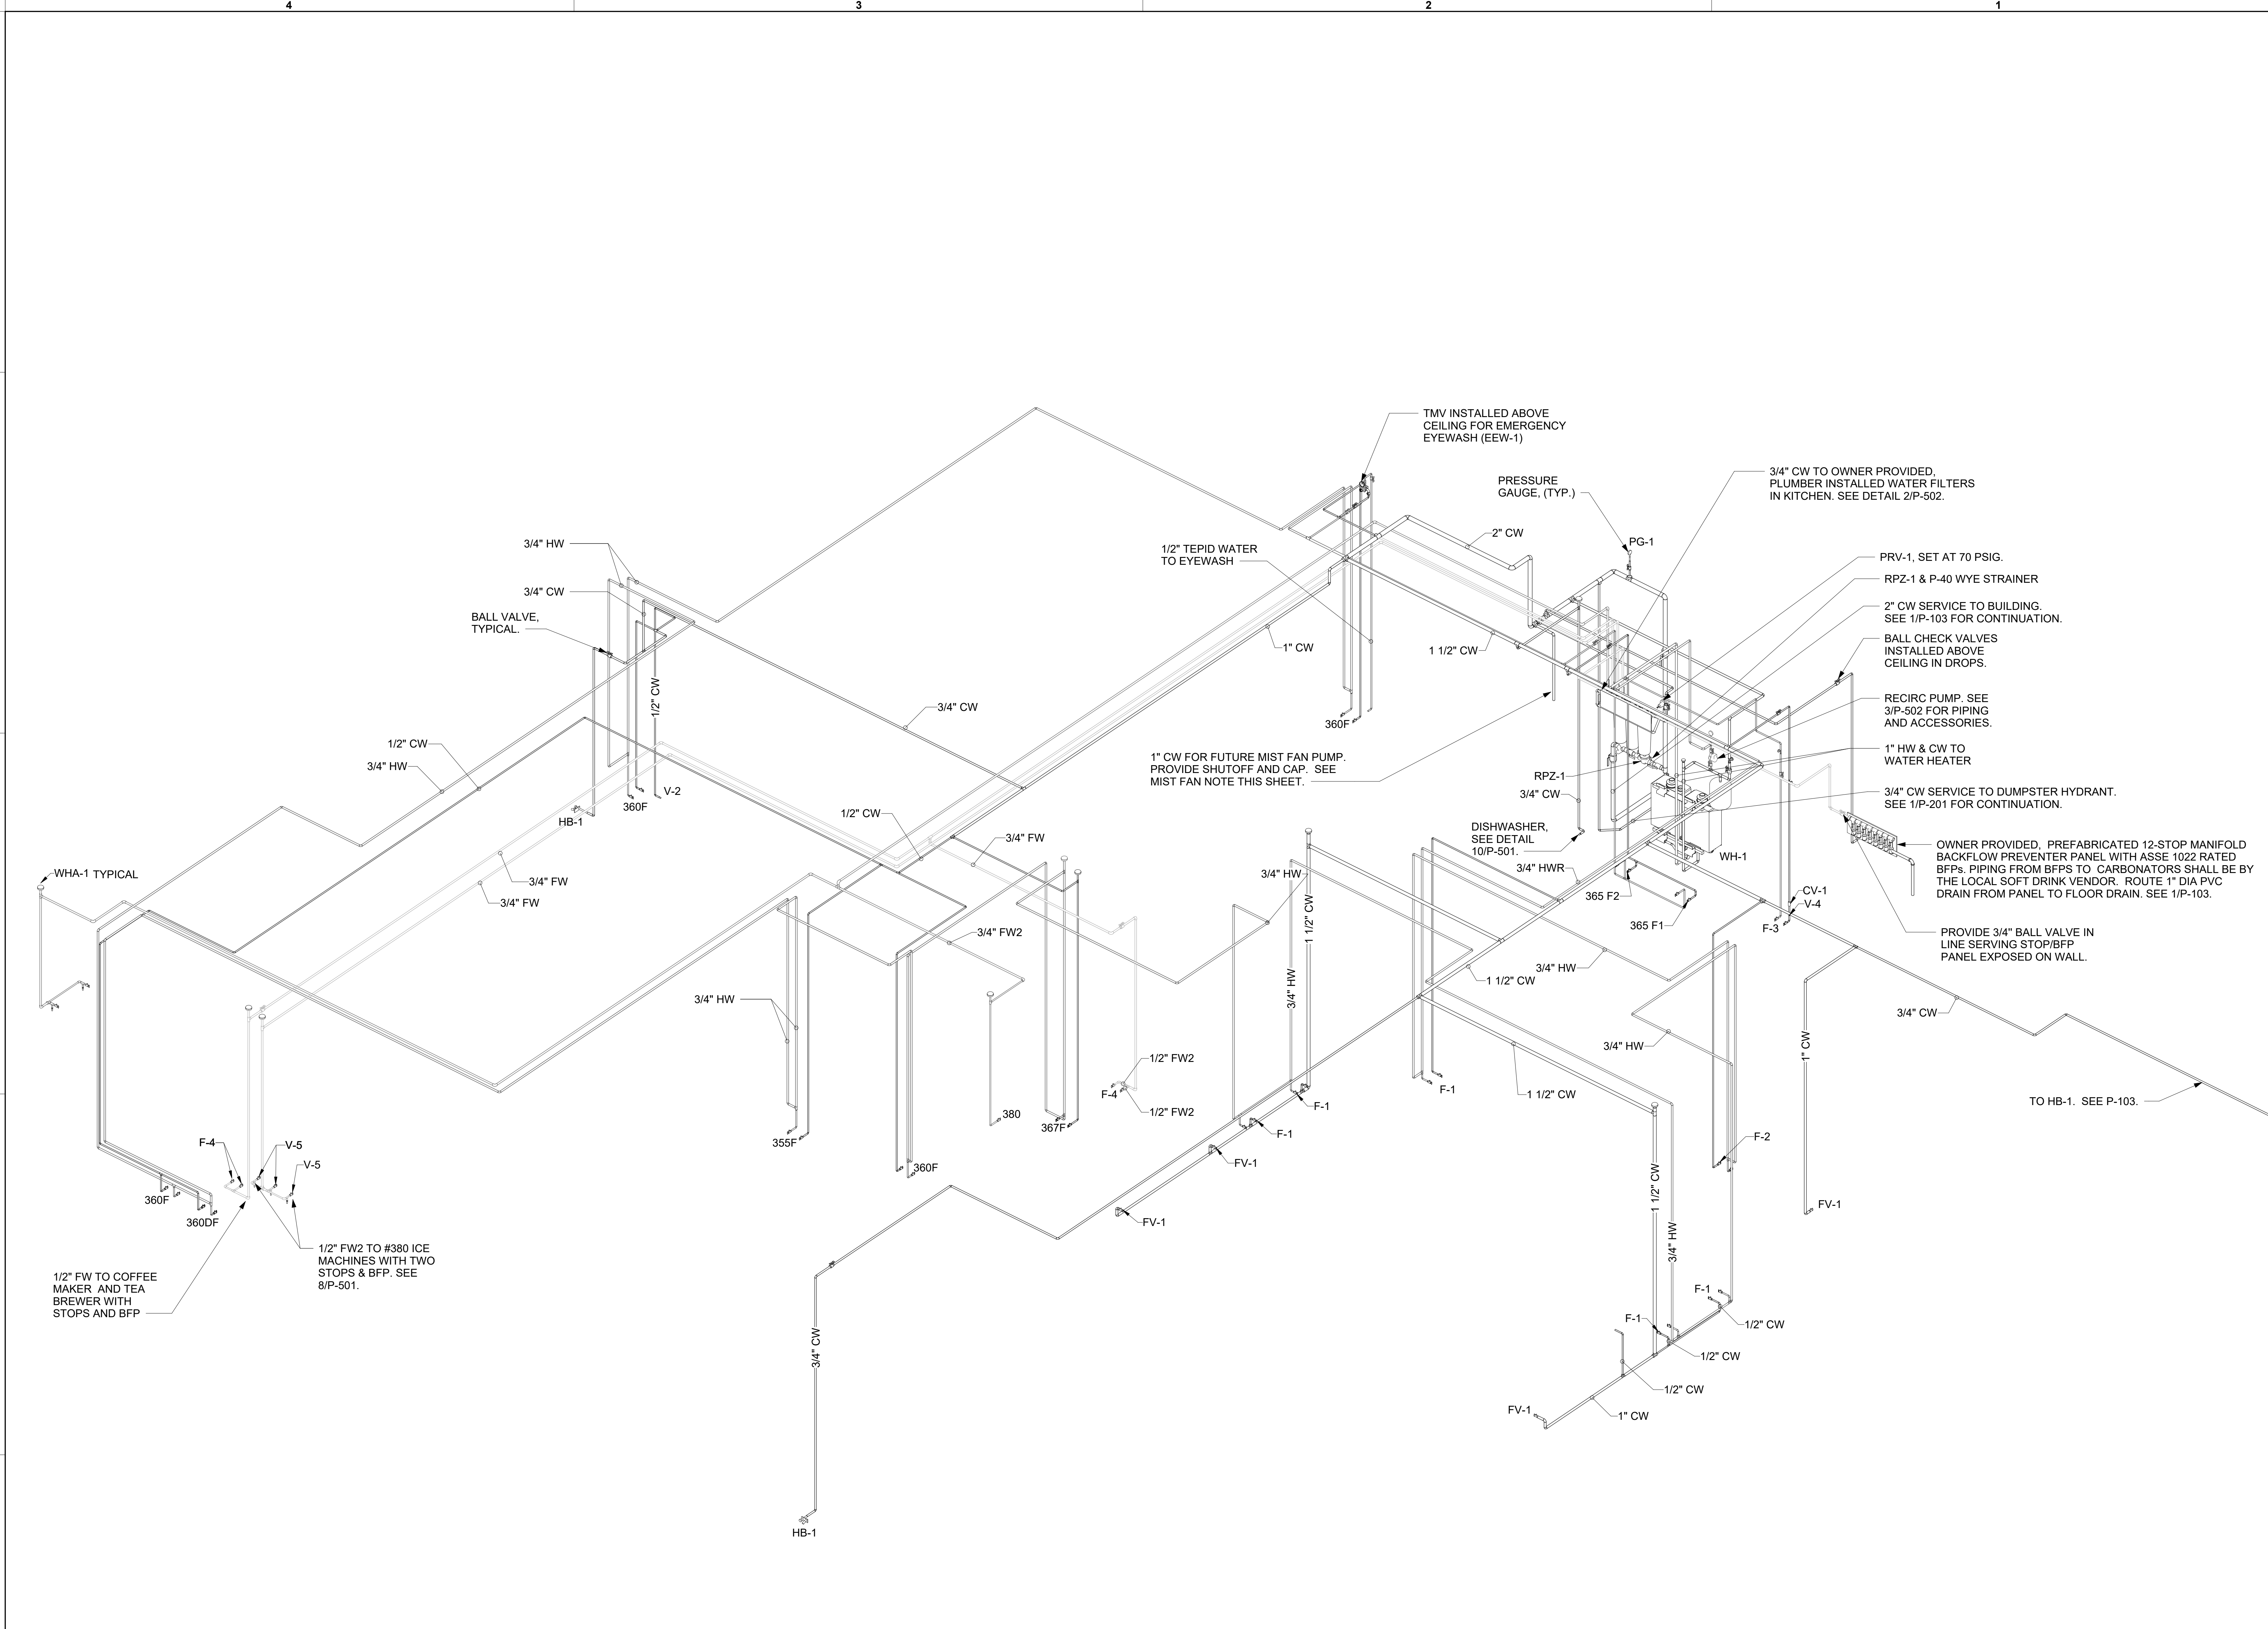 4
3
2
1
TMV INSTALLED ABOVE
CEILING FOR EMERGENCY
EYEWASH (EEW-1)
3/4" CW TO OWNER PROVIDED,
PLUMBER INSTALLED WATER FILTERS
IN KITCHEN. SEE DETAIL 2/P-502.
PRESSURE
GAUGE, (TYP.)
PG-1
2" CW
3/4" HW
1/2" TEPID WATER
TO EYEWASH
PRV-1, SET AT 70 PSIG.
RPZ-1 & P-40 WYE STRAINER
3/4" CW
2" CW SERVICE TO BUILDING.
SEE 1/P-103 FOR CONTINUATION.
BALL VALVE,
TYPICAL.
BALL CHECK VALVES
INSTALLED ABOVE
CEILING IN DROPS.
1" CW
1 1/2" CW
1/2" CW
3/4" CW
RECIRC PUMP. SEE
3/P-502 FOR PIPING
AND ACCESSORIES.
360F
1/2" CW
3/4" HW
1" CW FOR FUTURE MIST FAN PUMP.
PROVIDE SHUTOFF AND CAP.  SEE
MIST FAN NOTE THIS SHEET.
1" HW & CW TO
WATER HEATER
RPZ-1
3/4" CW
3/4" CW SERVICE TO DUMPSTER HYDRANT.
SEE 1/P-201 FOR CONTINUATION.
V-2
360F
HB-1
1/2" CW
3/4" FW
DISHWASHER,
SEE DETAIL
10/P-501.
WH-1
OWNER PROVIDED,  PREFABRICATED 12-STOP MANIFOLD
BACKFLOW PREVENTER PANEL WITH ASSE 1022 RATED
BFPs. PIPING FROM BFPS TO  CARBONATORS SHALL BE BY
THE LOCAL SOFT DRINK VENDOR.  ROUTE 1" DIA PVC
DRAIN FROM PANEL TO FLOOR DRAIN. SEE 1/P-103.
WHA-1 TYPICAL
3/4" FW
3/4" FW
3/4" HW
3/4" HWR
1 1/2" CW
365 F2
365 F1
CV-1
V-4
F-3
PROVIDE 3/4" BALL VALVE IN
LINE SERVING STOP/BFP
PANEL EXPOSED ON WALL.
3/4" FW2
3/4" HW
1 1/2" CW
3/4" HW
3/4" HW
3/4" CW
3/4" HW
1" CW
1/2" FW2
F-4
1/2" FW2
F-1
1 1/2" CW
TO HB-1.  SEE P-103.
380
F-1
367F
355F
F-1
F-2
F-4
V-5
V-5
360F
FV-1
1 1/2" CW
360F
360DF
FV-1
FV-1
3/4" HW
1/2" FW2 TO #380 ICE
MACHINES WITH TWO
STOPS & BFP. SEE
8/P-501.
1/2" FW TO COFFEE
MAKER  AND TEA
BREWER WITH
STOPS AND BFP
F-1
F-1
1/2" CW
3/4" CW
1/2" CW
1/2" CW
FV-1
1" CW
HB-1